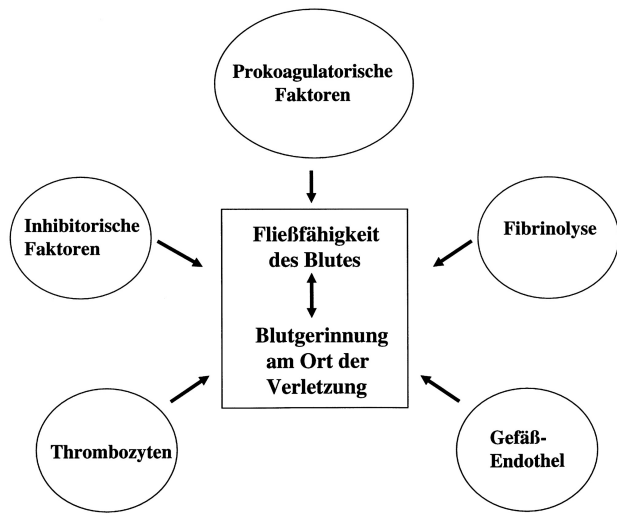 Prokoagulatorische
Faktoren
Inhibitorische
Faktoren
Fließfähigkeit
des Blutes
Fibrinolyse
Blutgerinnung
am Ort der
Verletzung
Thrombozyten
Gefäß-
Endothel